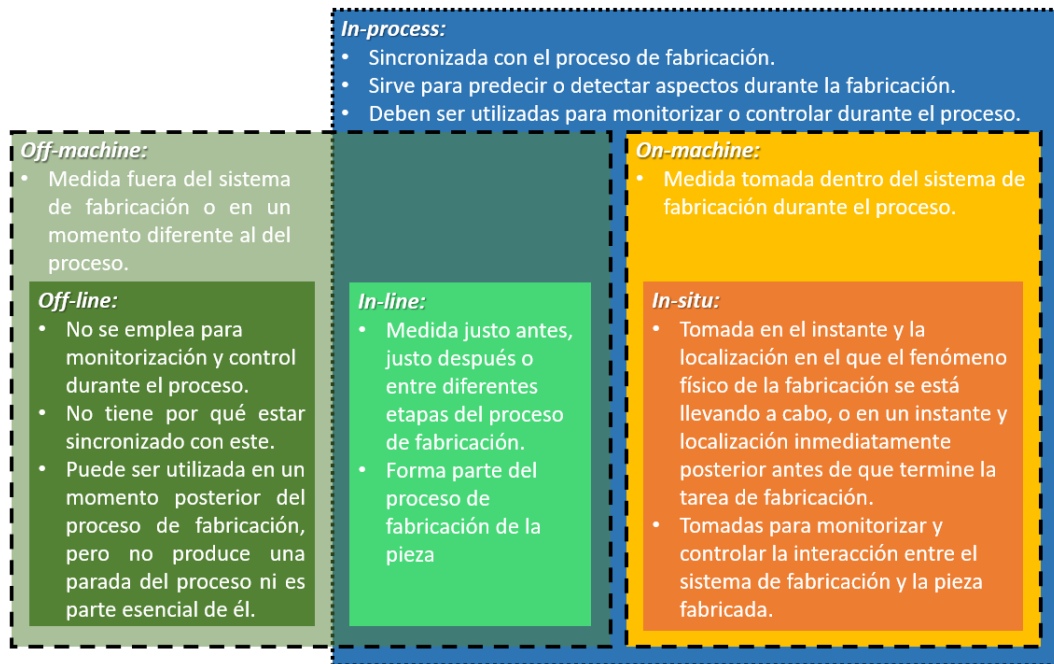 In-process:
• Sincronizada con el proceso de fabricación.
• Sirve para predecir o detectar aspectos durante la fabricación.
• Deben ser utilizadas para monitorizar o controlar durante el proceso.
Off-machine:
• Medida fuera del sistema
de fabricación o en un
momento diferente al del
proceso.
Off-line:
• No se emplea para
monitorización y control
durante el proceso.
• No tiene por qué estar
sincronizado con este.
• Puede ser utilizada en un
momento posterior del
proceso de fabricación,
pero no produce una
parada del proceso ni es
parte esencial de él.
In-line:
• Medida justo antes,
justo después o
entre diferentes
etapas del proceso
de fabricación.
• Forma parte del
proceso de
fabricación de la
pieza
On-machine:
• Medida tomada dentro del sistema de
fabricación durante el proceso.
In-situ:
• Tomada en el instante y la
localización en el que el fenómeno
físico de la fabricación se está
llevando a cabo, o en un instante y
localización inmediatamente
posterior antes de que termine la
tarea de fabricación.
• Tomadas para monitorizar y
controlar la interacción entre el
sistema de fabricación y la pieza
fabricada.